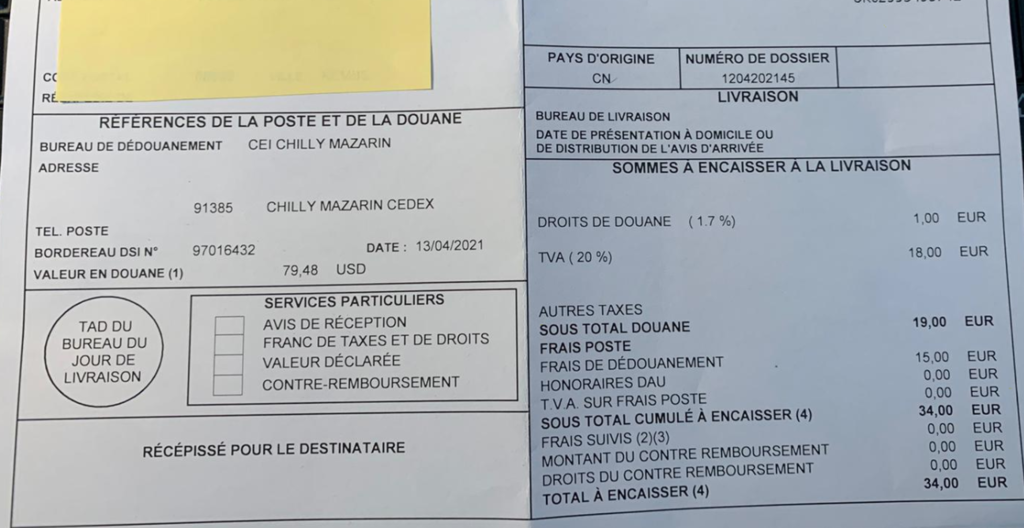 RÉFÉRENCES DE LA POSTE ET DE LA DOUANE
BUREAU DE DÉDOUANEMENT CEI CHILLY MAZARIN
ADRESSE
91385 CHILLY MAZARIN CEDEX
TEL. POSTE
BORDEREAU DSI N° 97016432 DATE : 13/04/2021
VALEUR EN DOUANE (1) 79,48 USD
TAD DU
BUREAU DU
JOUR DE
LIVRAISON
SERVICES PARTICULIERS
AVIS DE RÉCEPTION
FRANC DE TAXES ET DE DROITS
VALEUR DÉCLARÉE
CONTRE-REMBOURSEMENT
RÉCÉPISSÉ POUR LE DESTINATAIRE
PAYS D'ORIGINE
CN
NUMÉRO DE DOSSIER
1204202145
LIVRAISON
BUREAU DE LIVRAISON
DATE DE PRÉSENTATION À DOMICILE OU
DE DISTRIBUTION DE L'AVIS D'ARRIVÉE
SOMMES À ENCAISSER À LA LIVRAISON
DROITS DE DOUANE ( 1.7 %) 1,00 EUR
TVA ( 20 %) 18,00 EUR
AUTRES TAXES
SOUS TOTAL DOUANE 19,00 EUR
FRAIS POSTE
FRAIS DE DÉDOUANEMENT 15,00 EUR
HONORAIRES DAU 0,00 EUR
T.V.A. SUR FRAIS POSTE 0,00 EUR
SOUS TOTAL CUMULÉ À ENCAISSER (4) 34,00 EUR
FRAIS SUIVIS (2)(3) 0,00 EUR
MONTANT DU CONTRE REMBOURSEMENT 0,00 EUR
DROITS DU CONTRE REMBOURSEMENT 0,00 EUR
TOTAL À ENCAISSER (4) 34,00 EUR